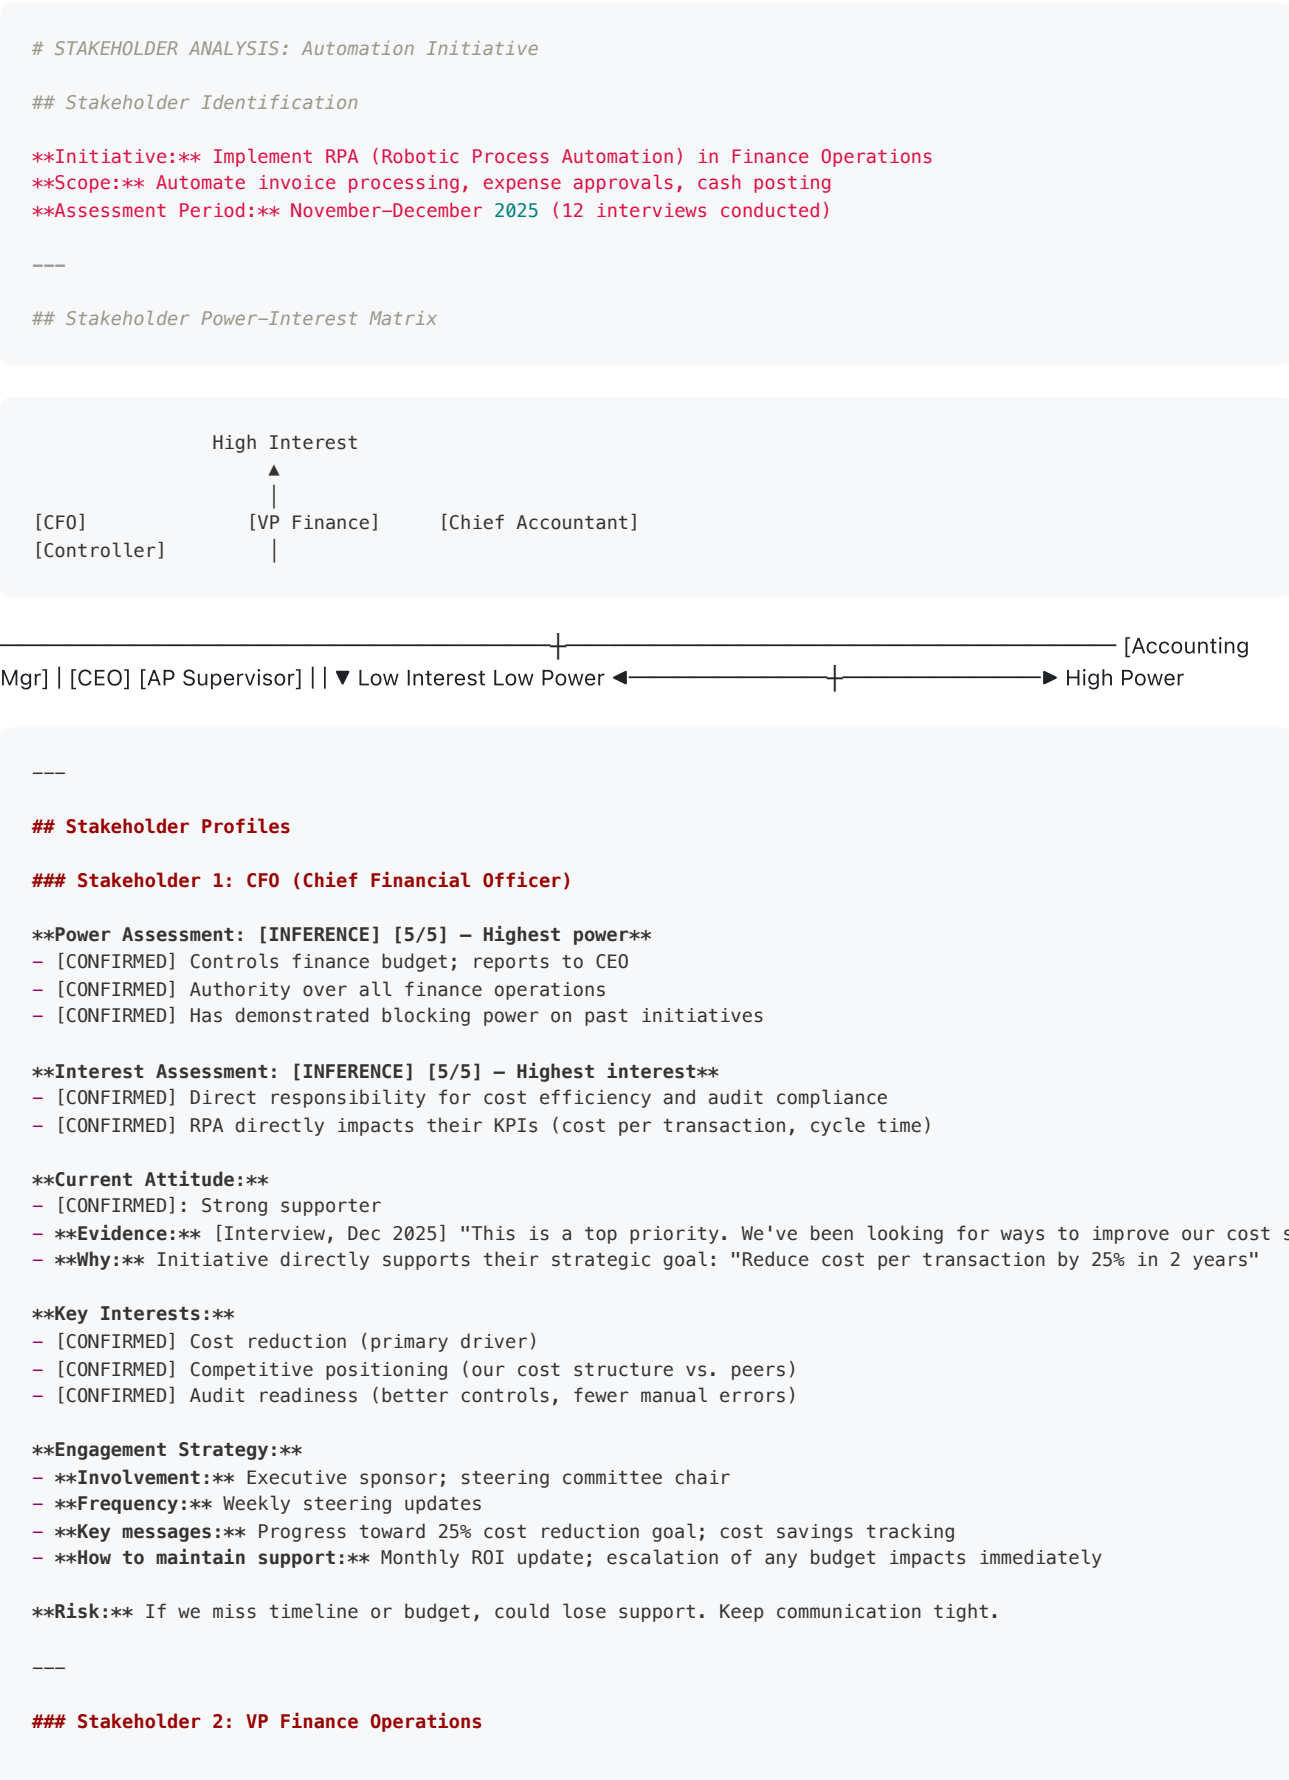 # STAKEHOLDER ANALYSIS: Automation Initiative
## Stakeholder Identification
**Initiative:** Implement RPA (Robotic Process Automation) in Finance Operations
**Scope:** Automate invoice processing, expense approvals, cash posting
**Assessment Period:** November-December 2025 (12 interviews conducted)
---
## Stakeholder Power-Interest Matrix
High Interest
▲
│
[CFO] [VP Finance] [Chief Accountant]
[Controller] │
──────────────────────────┼────────────────────────── [Accounting
Mgr] | [CEO] [AP Supervisor] | | ▼ Low Interest Low Power ◄──────────┼──────────► High Power
---
## Stakeholder Profiles
### Stakeholder 1: CFO (Chief Financial Officer)
**Power Assessment: [INFERENCE] [5/5] — Highest power**
- [CONFIRMED] Controls finance budget; reports to CEO
- [CONFIRMED] Authority over all finance operations
- [CONFIRMED] Has demonstrated blocking power on past initiatives
**Interest Assessment: [INFERENCE] [5/5] — Highest interest**
- [CONFIRMED] Direct responsibility for cost efficiency and audit compliance
- [CONFIRMED] RPA directly impacts their KPIs (cost per transaction, cycle time)
**Current Attitude:**
- [CONFIRMED]: Strong supporter
- **Evidence:** [Interview, Dec 2025] "This is a top priority. We've been looking for ways to improve our cost
- **Why:** Initiative directly supports their strategic goal: "Reduce cost per transaction by 25% in 2 years"
**Key Interests:**
- [CONFIRMED] Cost reduction (primary driver)
- [CONFIRMED] Competitive positioning (our cost structure vs. peers)
- [CONFIRMED] Audit readiness (better controls, fewer manual errors)
**Engagement Strategy:**
- **Involvement:** Executive sponsor; steering committee chair
- **Frequency:** Weekly steering updates
- **Key messages:** Progress toward 25% cost reduction goal; cost savings tracking
- **How to maintain support:** Monthly ROI update; escalation of any budget impacts immediately
**Risk:** If we miss timeline or budget, could lose support. Keep communication tight.
---
### Stakeholder 2: VP Finance Operations